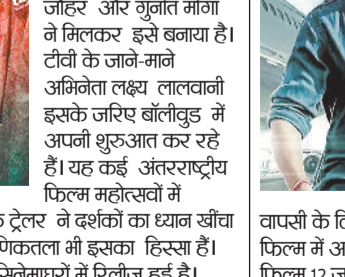 जौहर और गुनीत मोंगा
ने मिलकर इसे बनाया है।
टीवी के जाने-माने
अभिनेता लक्ष्य लालवानी
इसके जरिए बॉलीवुड में
अपनी शुरुआत कर रहे
हैं। यह कई अंतरराष्ट्रीय
फिल्म महोत्सवों में
ट्रेलर ने दर्शकों का ध्यान खींचा
भी इसका हिस्सा हैं।
सिनेमाघरों में रिलीज हुई है।
वापसी के
फिल्म में
फिल्म 12